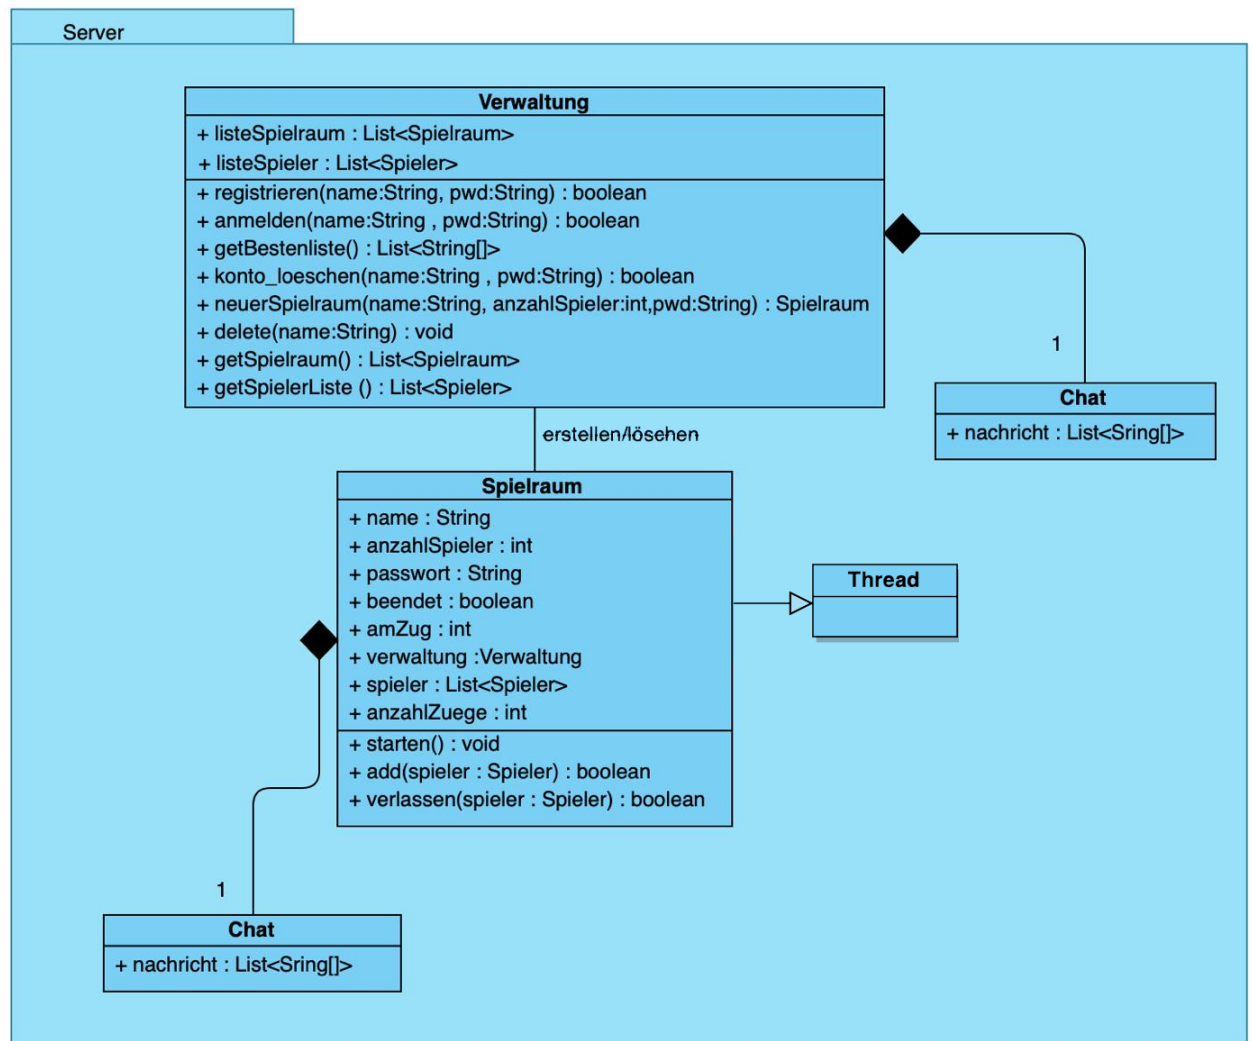 Server
Verwaltung
+ listeSpielraum : List<Spielraum>
+ listeSpieler : List<Spieler>
+ registrieren(name:String, pwd:String) : boolean
+ anmelden(name:String , pwd:String) : boolean
+ getBestenliste() : List<String[]>
+ konto_loeschen(name:String , pwd:String) : boolean
+ neuerSpielraum(name:String, anzahlSpieler:int,pwd:String) : Spielraum
+ delete(name:String) : void
+ getSpielraum() : List<Spielraum>
+ getSpielerListe () : List<Spieler>
1
Chat
+ nachricht : List<Sring[]>
erstellen/löschen
Spielraum
+ name : String
+ anzahlSpieler : int
+ passwort : String
+ beendet : boolean
+ amZug : int
+ verwaltung :Verwaltung
+ spieler : List<Spieler>
+ anzahlZuege : int
+ starten() : void
+ add(spieler : Spieler) : boolean
+ verlassen(spieler : Spieler) : boolean
Thread
1
Chat
+ nachricht : List<Sring[]>